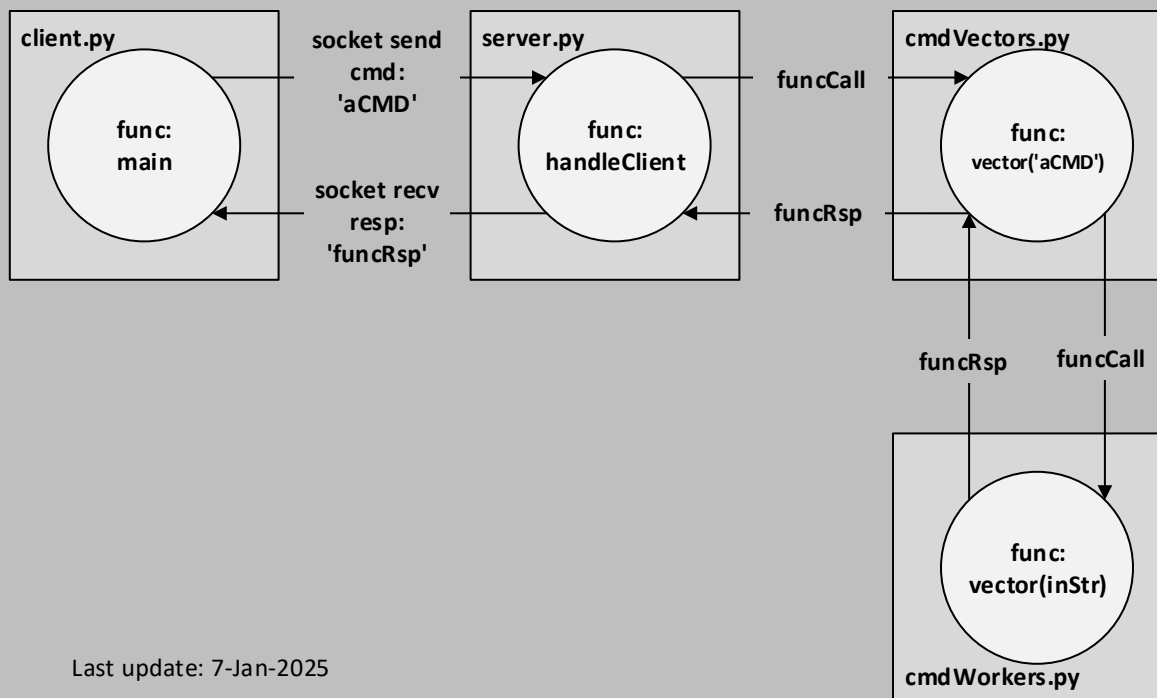 client.py
func:
main
socket send
cmd:
'aCMD'
socket recv
resp:
'funcRsp'
server.py
func:
handleClient
funcCall
funcRsp
cmdVectors.py
func:
vector('aCMD')
funcRsp
funcCall
func:
vector(inStr)
cmdWorkers.py
Last update: 7-Jan-2025